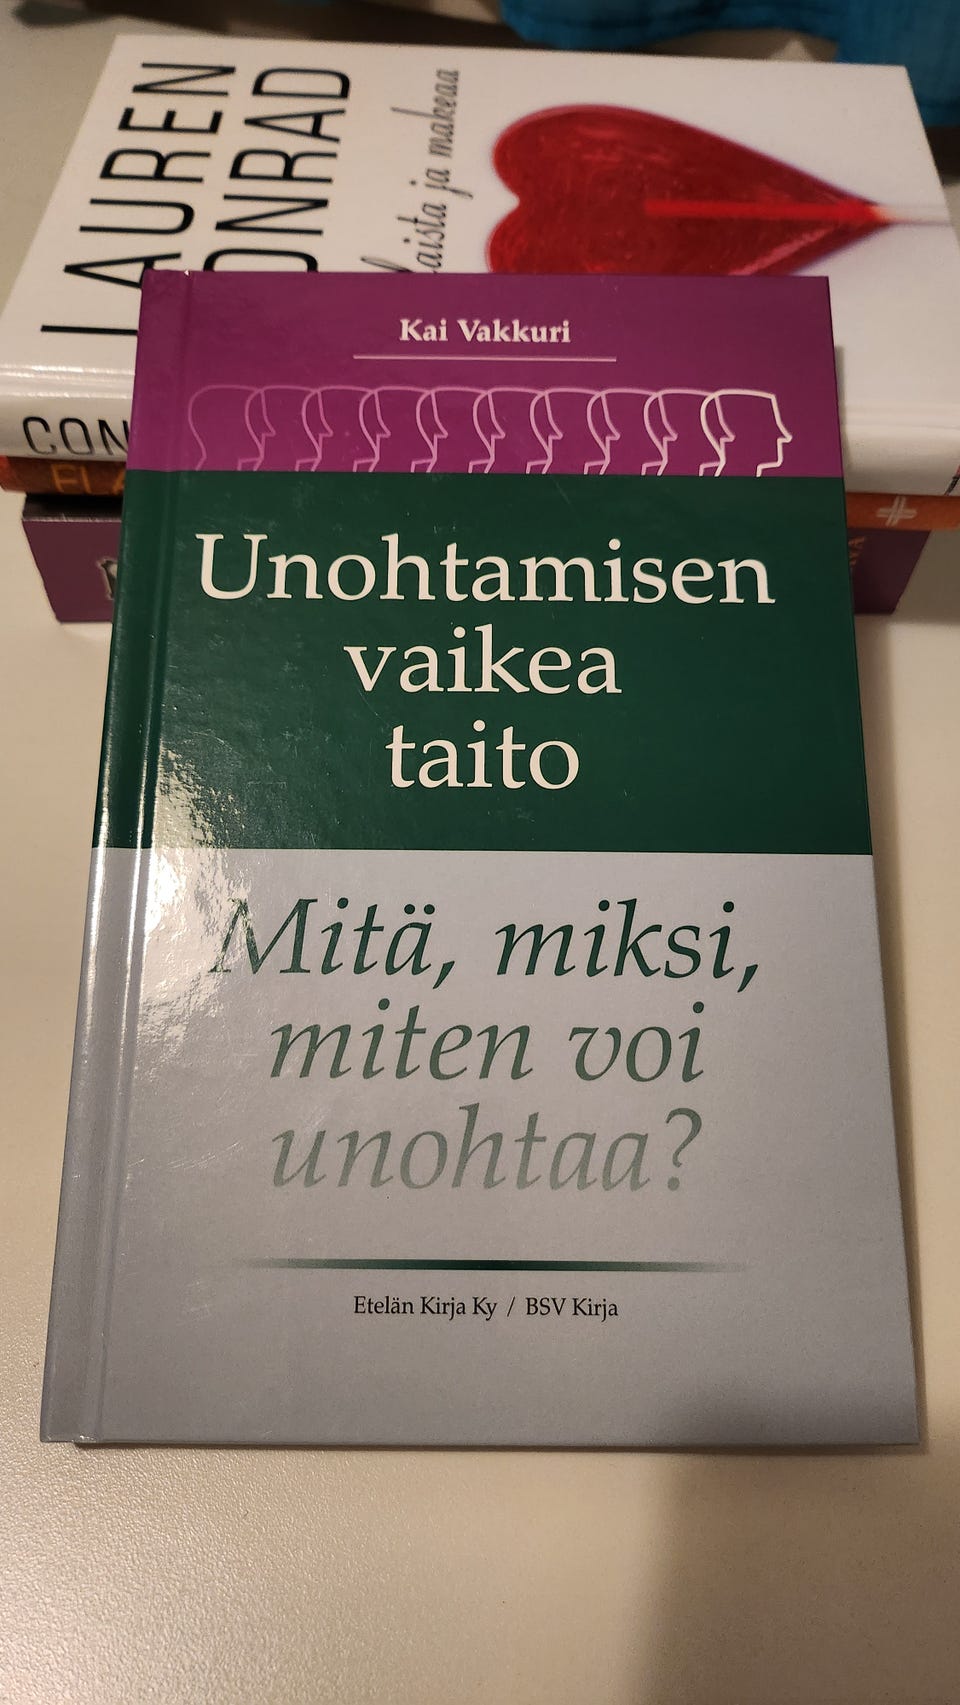 LAUREN
CONRAD
ja makeaa
Kai Vakkuri
Unohtamisen
vaikea
taito
Mitä, miksi,
miten voi
unohtaa?
Etelän Kirja Ky / BSV Kirja